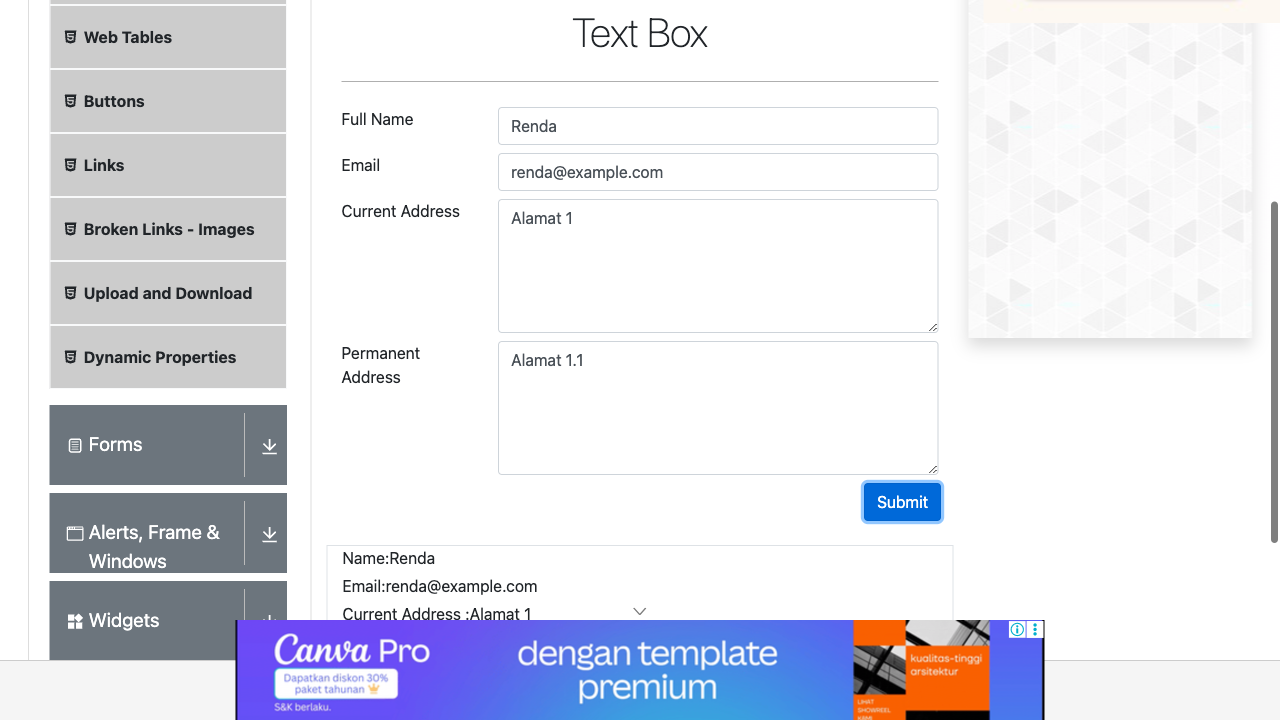 Web Tables
Buttons
Links
Broken Links - Images
Upload and Download
Dynamic Properties
Forms
Alerts, Frame &
Windows
Widgets
Text Box
Full Name
Renda
Email
renda@example.com
Current Address
Alamat 1
Permanent
Address
Alamat 1.1
Submit
Name:Renda
Email:renda@example.com
Current Address :Alamat 1
Canva Pro
Dapatkan diskon 30%
paket tahunan
S&K berlaku.
dengan template
premium
kualitas-tinggi
arsitektur
LIHAT
SHOWREEL